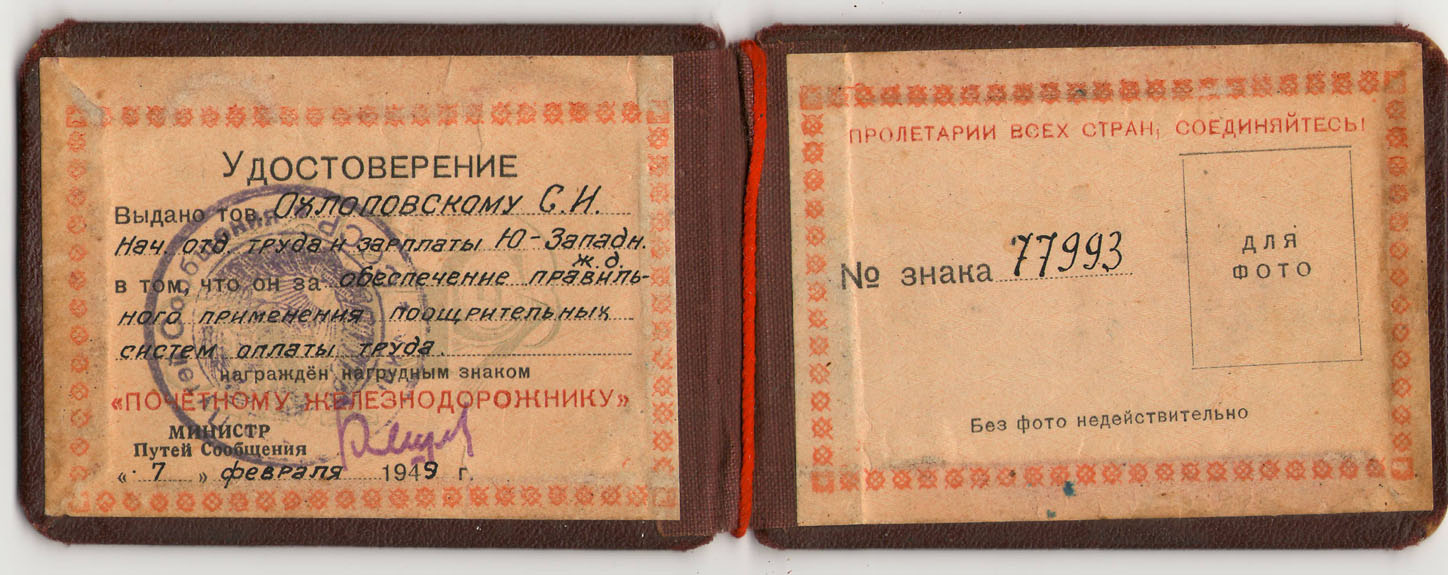 Удостоверение
Выдано тов. Охлоповскому С.И.
Нач. отд. труда и зарплаты Ю-Западн.
ж.д.
в том, что он за обеспечение правиль-
ного применения поощрительных
систем оплаты труда.
награждён нагрудным знаком
«ПОЧЕТНОМУ ЖЕЛЕЗНОДОРОЖНИКУ»
МИНИСТР
Путей Сообщения
«7» февраля 1949 г.
ПРОЛЕТАРИИ ВСЕХ СТРАН, СОЕДИНЯЙТЕСЬ!
№ знака 77993
ДЛЯ
ФОТО
Без фото недействительно